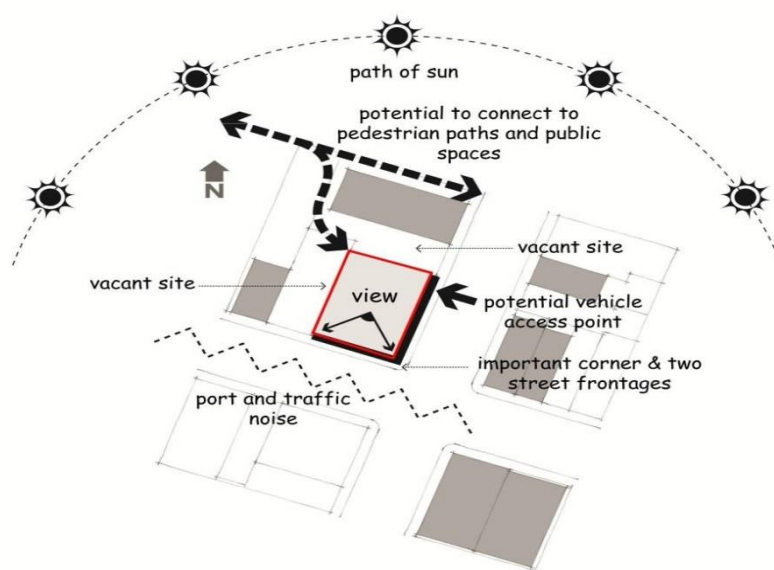 path of sun
potential to connect to
pedestrian paths and public
spaces
N
vacant site
vacant site
view
potential vehicle
access point
important corner & two
street frontages
port and traffic
noise